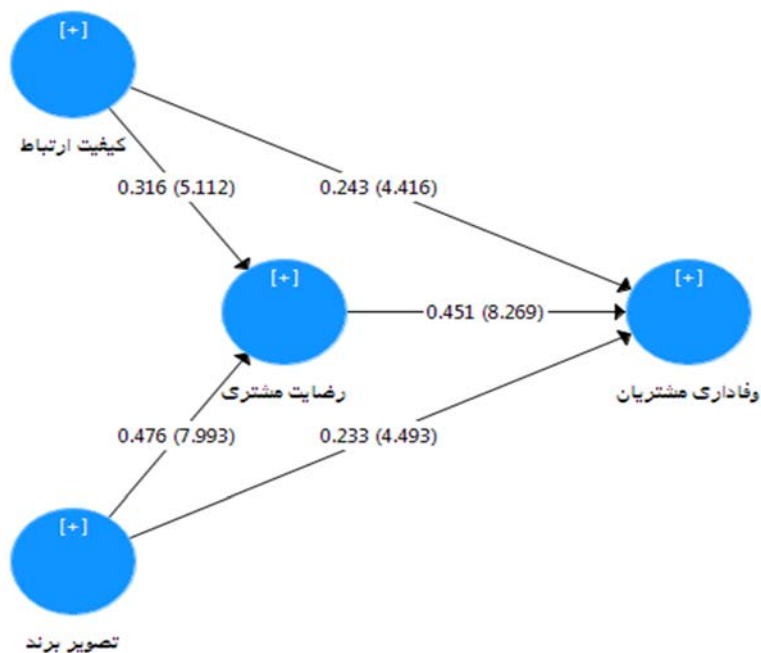 [+]
کیفیت ارتباط
0.316 (5.112)
0.243 (4.416)
[+]
[+]
0.451 (8.269)
رضایت مشتری
وفاداری مشتریان
0.476 (7.993)
0.233 (4.493)
[+]
تصویر برند